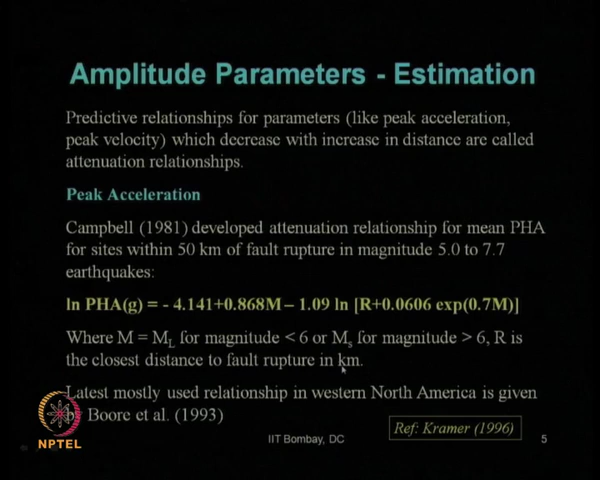 Amplitude Parameters - Estimation
Predictive relationships for parameters (like peak acceleration,
peak velocity) which decrease with increase in distance are called
attenuation relationships.
Peak Acceleration
Campbell (1981) developed attenuation relationship for mean PHA
for sites within 50 km of fault rupture in magnitude 5.0 to 7.7
earthquakes:
ln PHA(g) = - 4.141+0.868M – 1.09 ln [R+0.0606 exp(0.7M)]
Where M = ML for magnitude < 6 or Ms for magnitude > 6, R is
the closest distance to fault rupture in km.
Latest mostly used relationship in western North America is given
by Boore et al. (1993)
Ref: Kramer (1996)
NPTEL
IIT Bombay, DC
5